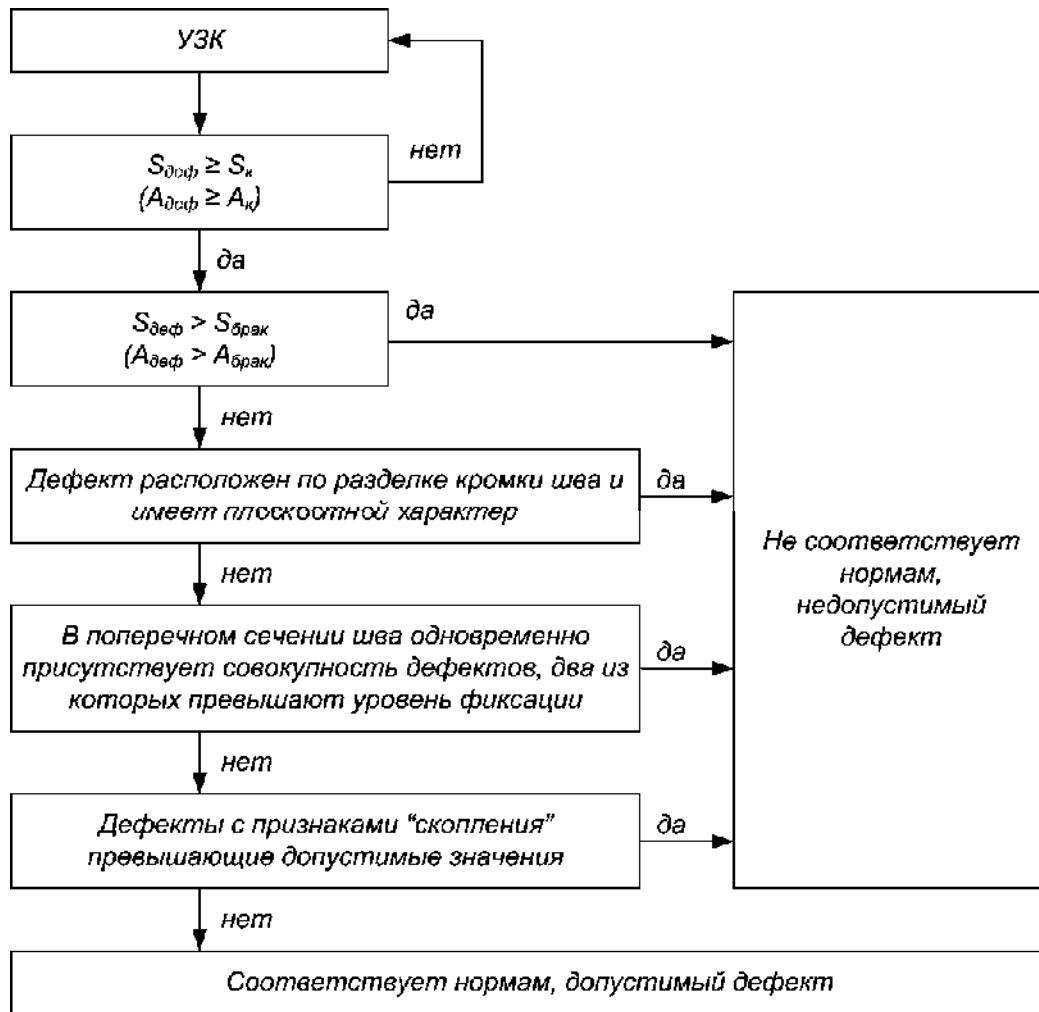 УЗК
нет
Sдеф ≥ Sк
(Aдеф ≥ Aк)
да
Sдеф > Sбрак
(Aдеф > Aбрак)
да
нет
Дефект расположен по разделке кромки шва и
имеет плоскостной характер
да
нет
В поперечном сечении шва одновременно
присутствует совокупность дефектов, два из
которых превышают уровень фиксации
да
нет
Дефекты с признаками “скопления”
превышающие допустимые значения
да
нет
Не соответствует
нормам,
недопустимый
дефект
Соответствует нормам, допустимый дефект